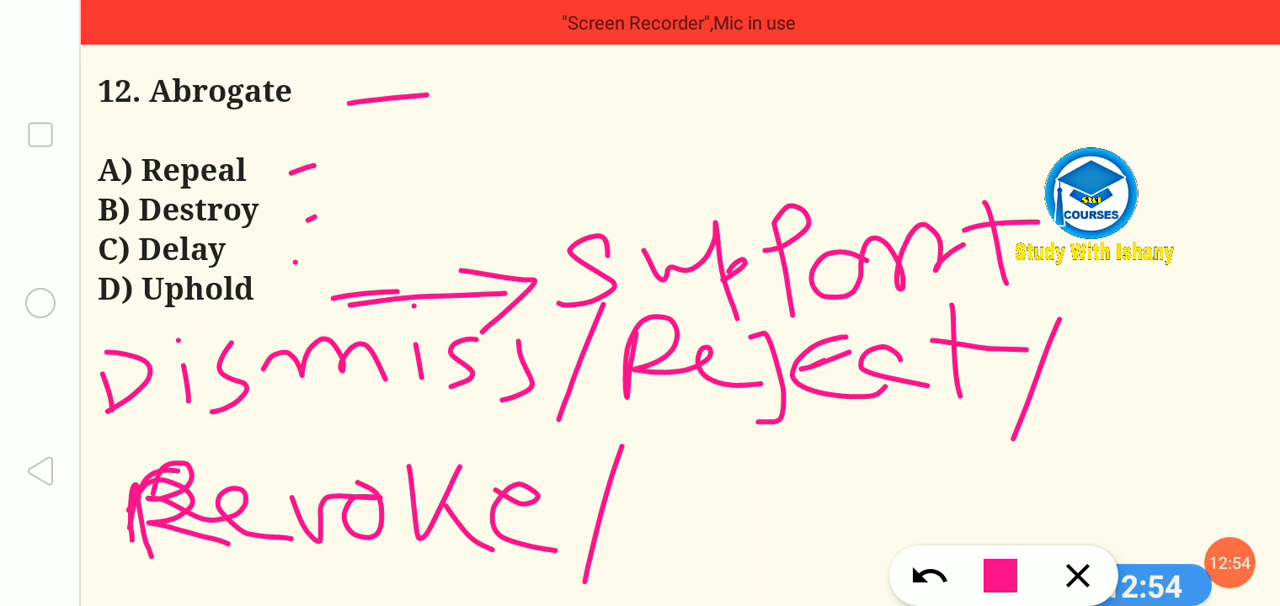 "Screen Recorder",Mic in use
12. Abrogate
A) Repeal
B) Destroy
C) Delay
D) Uphold
Support
SWI
COURSES
Study With Ishany
Dismiss/Reject/
Revoke/
2:54
12:54